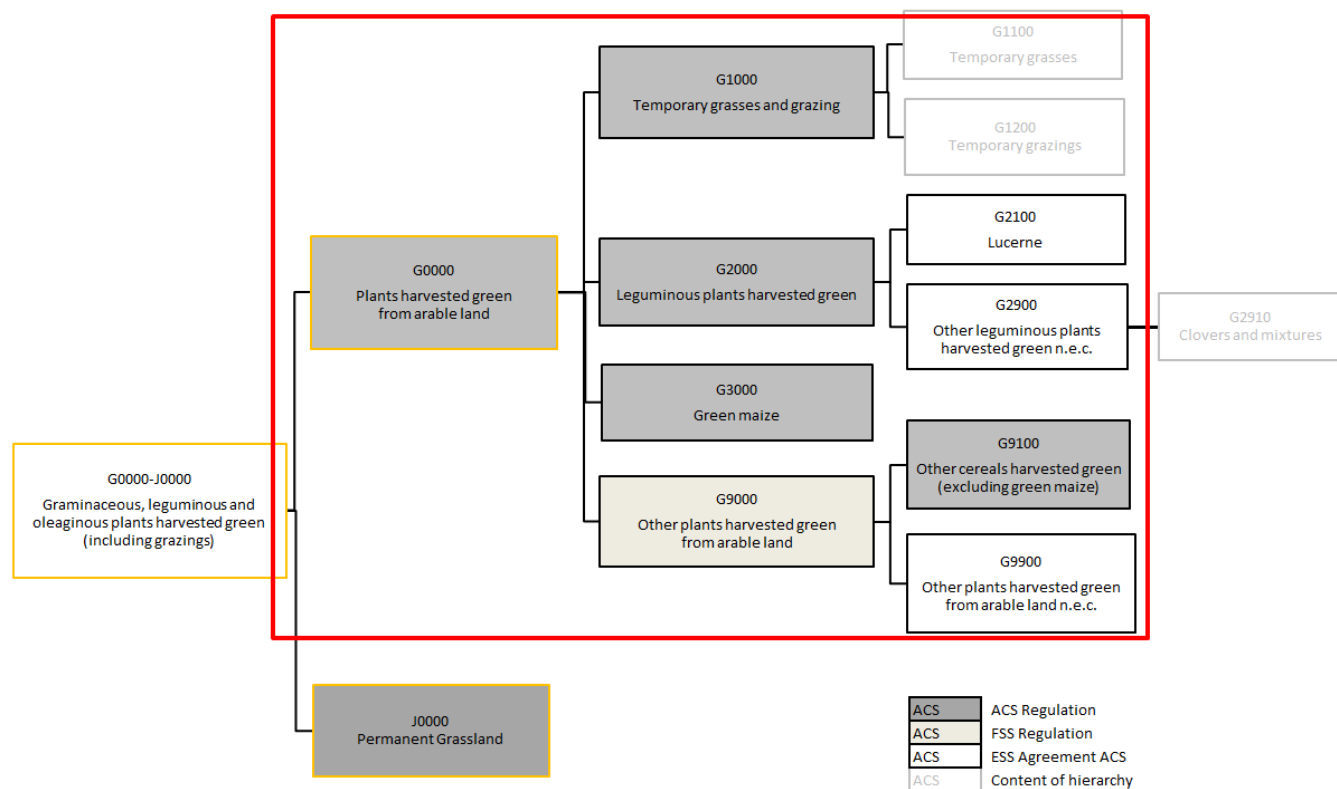 G1100
Temporary grasses
G1000
Temporary grasses and grazing
G1200
Temporary grazings
G2100
Lucerne
G0000
Plants harvested green
from arable land
G2000
Leguminous plants harvested green
G2900
Other leguminous plants
harvested green n.e.c.
G2910
Clovers and mixtures
G3000
Green maize
G0000-J0000
Graminaceous, leguminous and
oleaginous plants harvested green
(including grazings)
G9100
Other cereals harvested green
(excluding green maize)
G9000
Other plants harvested green
from arable land
G9900
Other plants harvested green
from arable land n.e.c.
J0000
Permanent Grassland
ACS ACS Regulation
ACS FSS Regulation
ACS ESS Agreement ACS
ACS Content of hierarchy